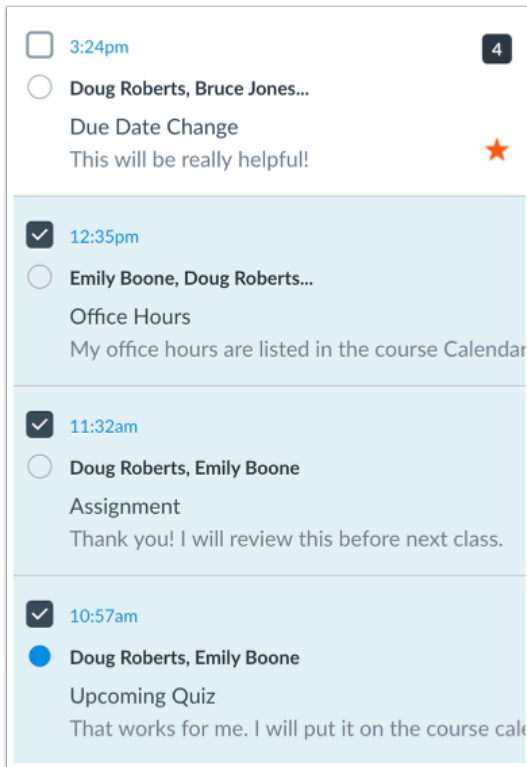 3:24pm
4
Doug Roberts, Bruce Jones...
Due Date Change
This will be really helpful!
12:35pm
Emily Boone, Doug Roberts...
Office Hours
My office hours are listed in the course Calendar
11:32am
Doug Roberts, Emily Boone
Assignment
Thank you! I will review this before next class.
10:57am
Doug Roberts, Emily Boone
Upcoming Quiz
That works for me. I will put it on the course cale